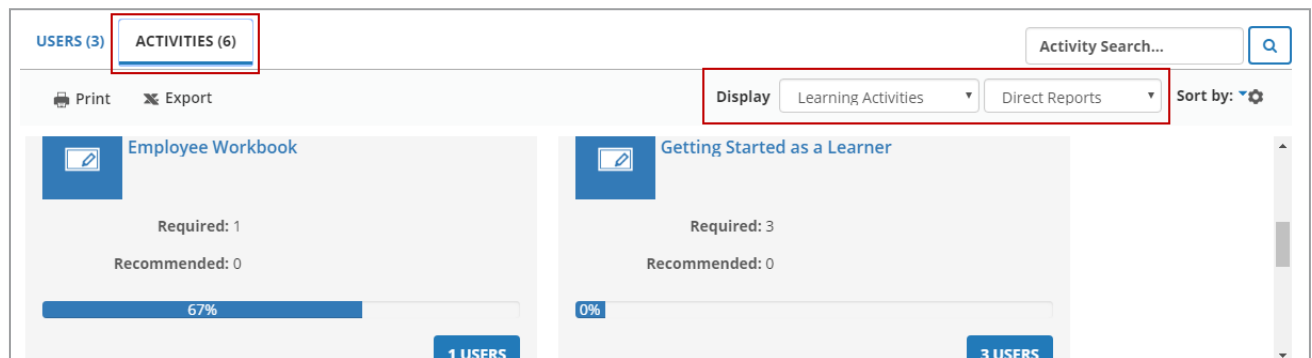 USERS (3) ACTIVITIES (6) Activity Search...
Print Export Display Learning Activities Direct Reports Sort by:
Employee Workbook Getting Started as a Learner
Required: 1 Required: 3
Recommended: 0 Recommended: 0
67% 0%
1 USERS 3 USERS